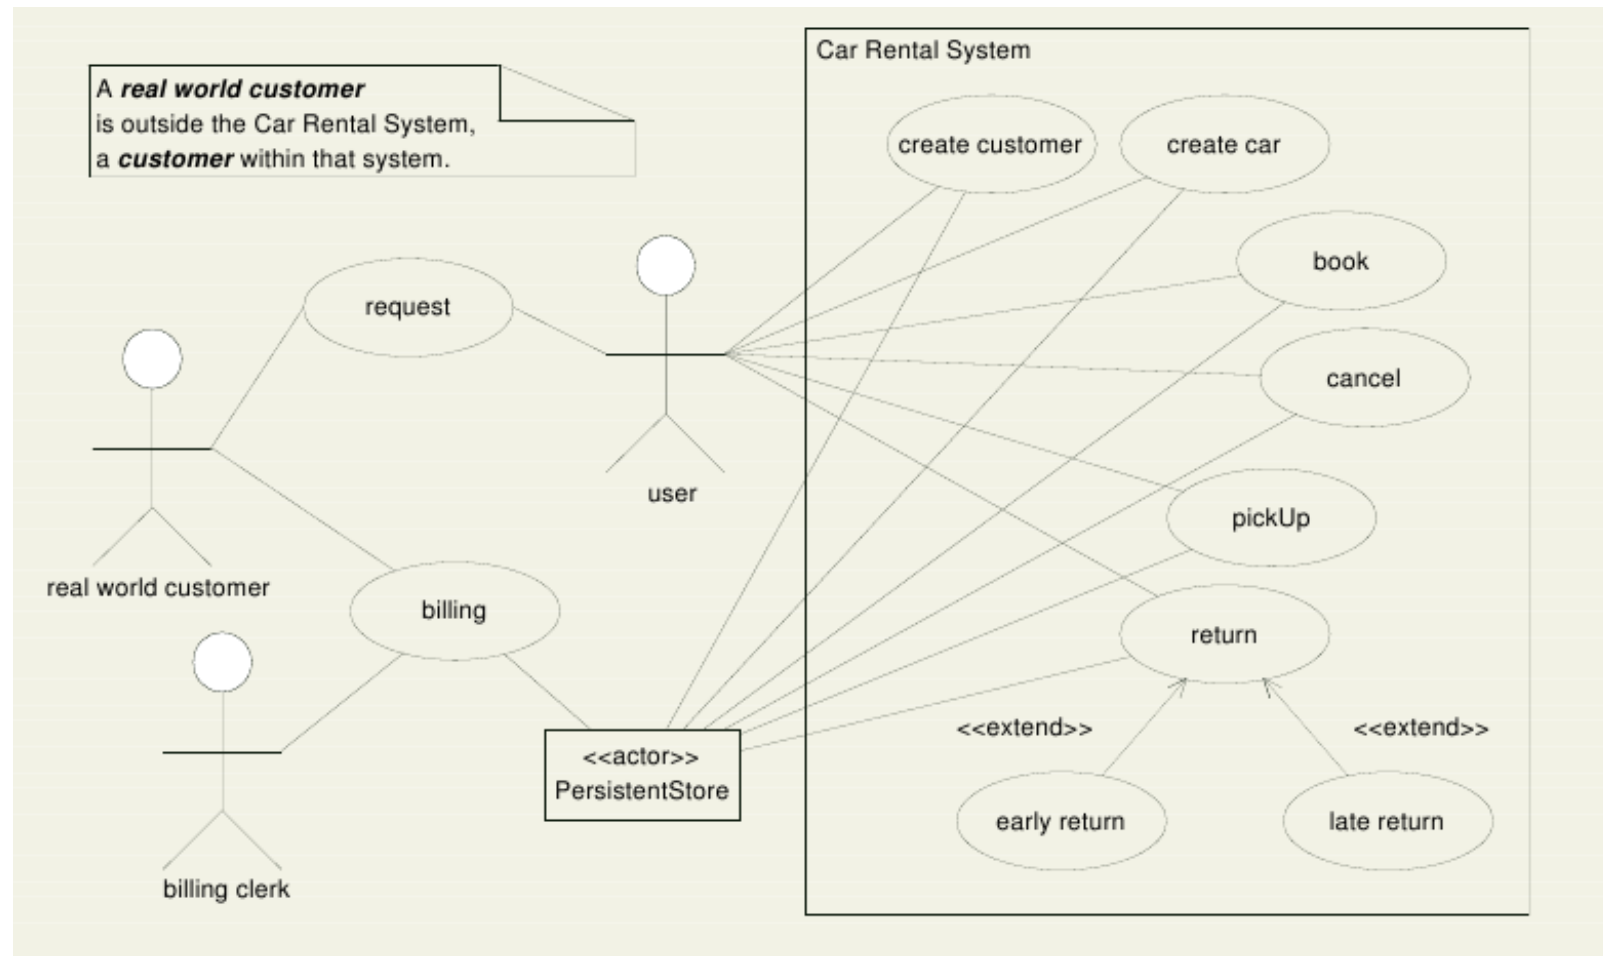 Car Rental System
A real world customer
is outside the Car Rental System,
a customer within that system.
create customer
create car
book
request
cancel
user
pickUp
real world customer
billing
return
<<extend>>
<<extend>>
<<actor>>
PersistentStore
early return
late return
billing clerk